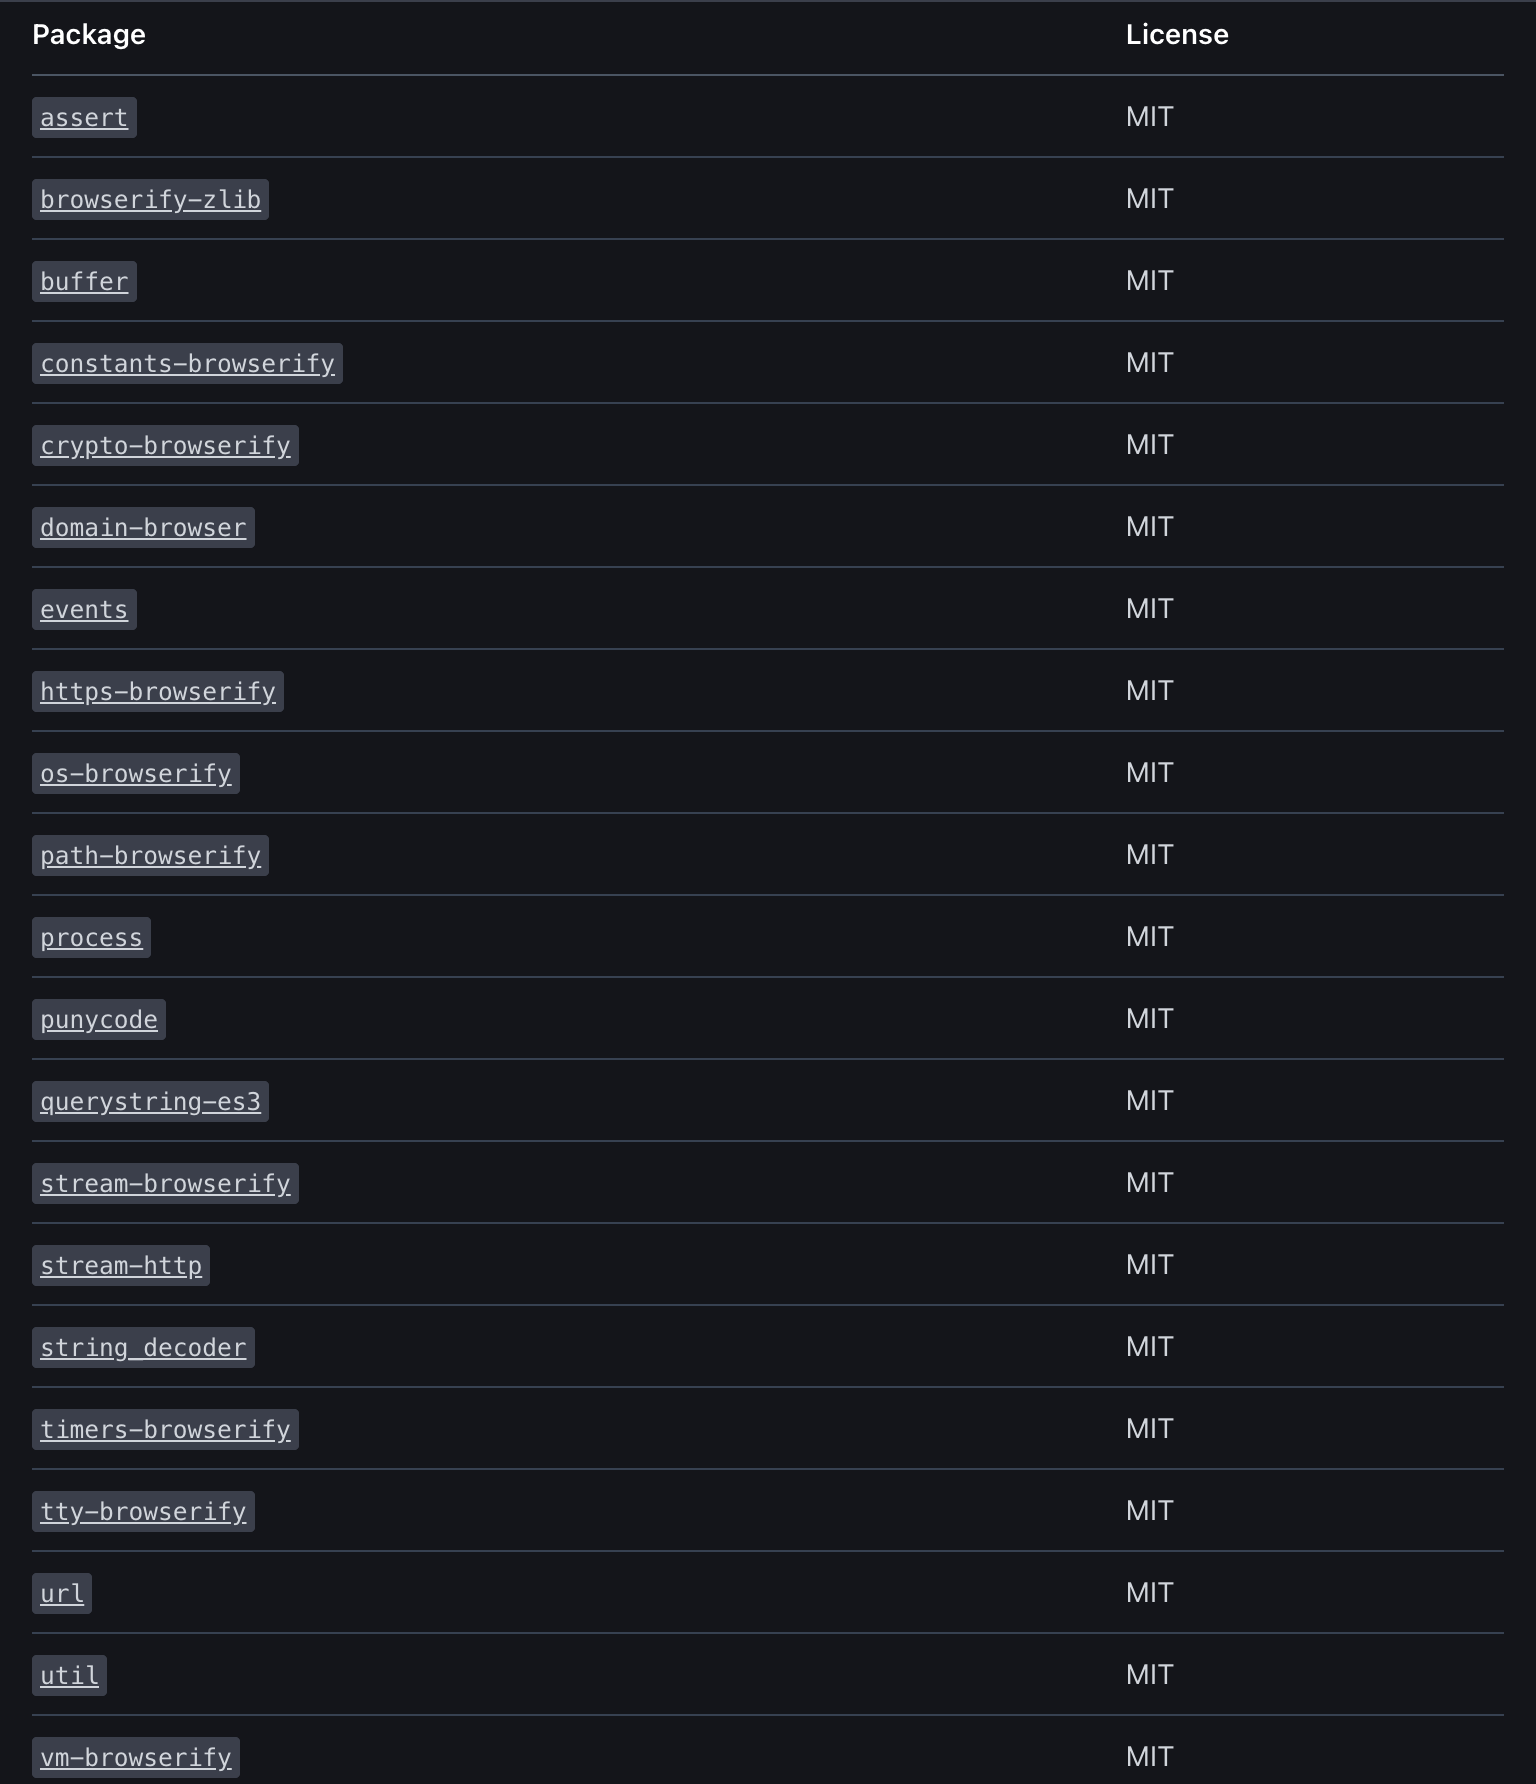 Package License
assert MIT
browserify-zlib MIT
buffer MIT
constants-browserify MIT
crypto-browserify MIT
domain-browser MIT
events MIT
https-browserify MIT
os-browserify MIT
path-browserify MIT
process MIT
punycode MIT
querystring-es3 MIT
stream-browserify MIT
stream-http MIT
string_decoder MIT
timers-browserify MIT
tty-browserify MIT
url MIT
util MIT
vm-browserify MIT